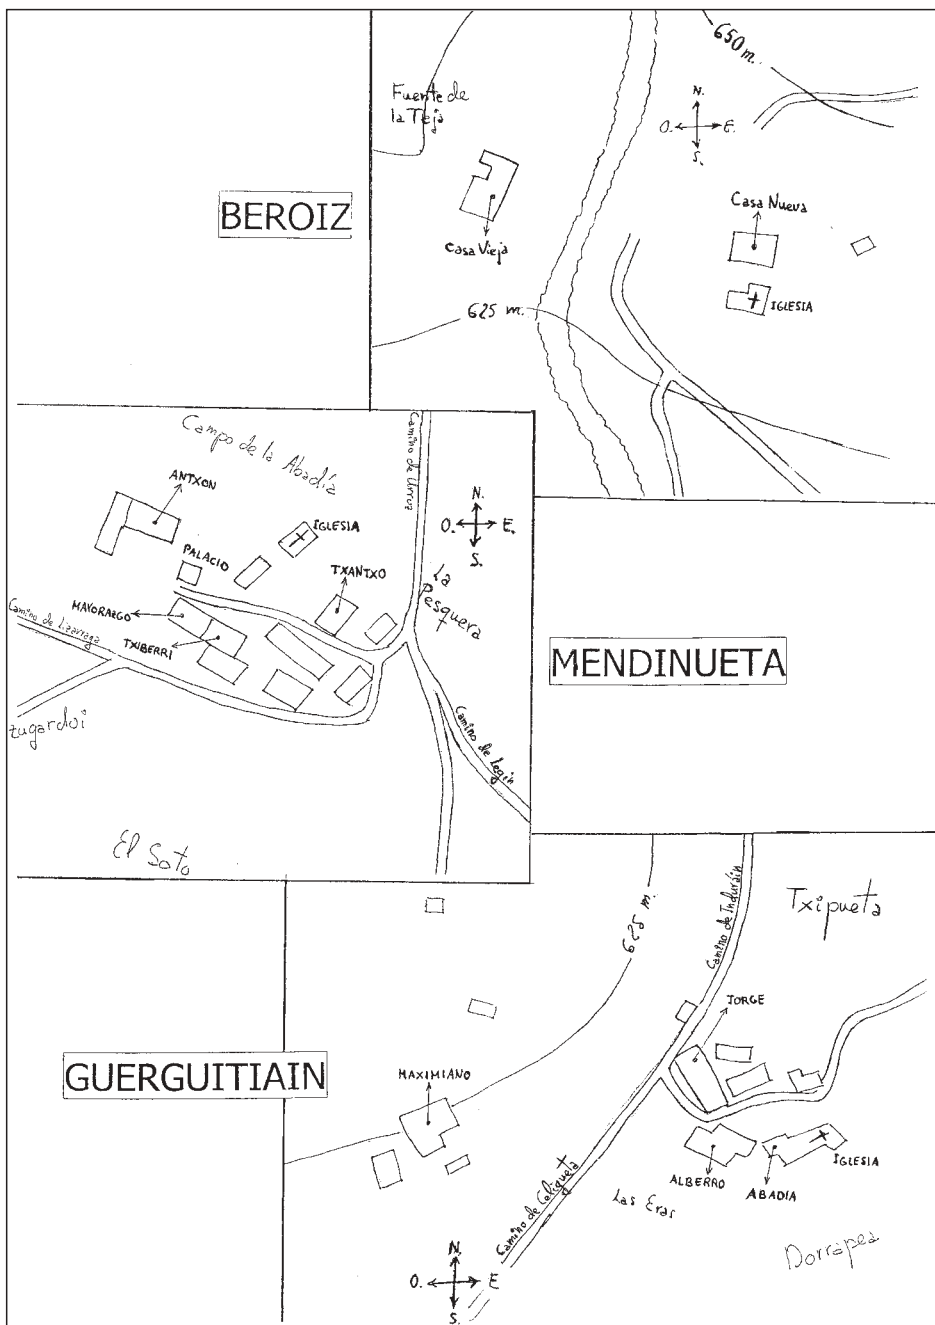 650 m.
Fuente de
la Teja
N.
O. E.
S.
Casa Nueva
BEROIZ
Casa Vieja
IGLESIA
625 m.
Campo de la Abadía
Camino de Urroz
ANTXON
IGLESIA
N.
O. E.
S.
PALACIO
TXANTXO
La
Pesquera
MAYORAZGO
Camino de Lizarraga
TXIBERRI
MENDINUETA
zugardoi
Camino de Legin
El Soto
625 m.
Camino de Induráin
Txipueta
JORGE
GUERGUITIAIN
MAXIMIANO
IGLESIA
ALBERRO
ABADIA
Camino de Celigueta
Las Eras
Dorrapea
N.
O. E
S.